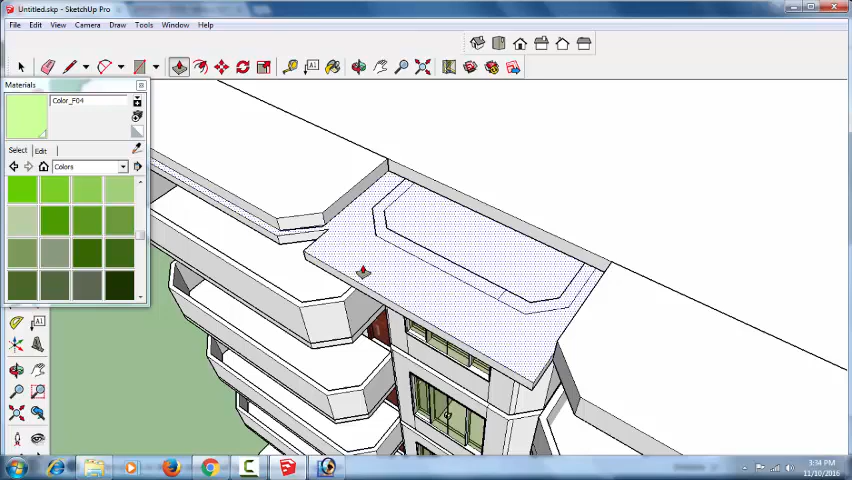 Untitled.skp - SketchUp Pro
File Edit View Camera Draw Tools Window Help
Materials
Color_F04
Select Edit
Colors
3:34 PM
11/10/2016